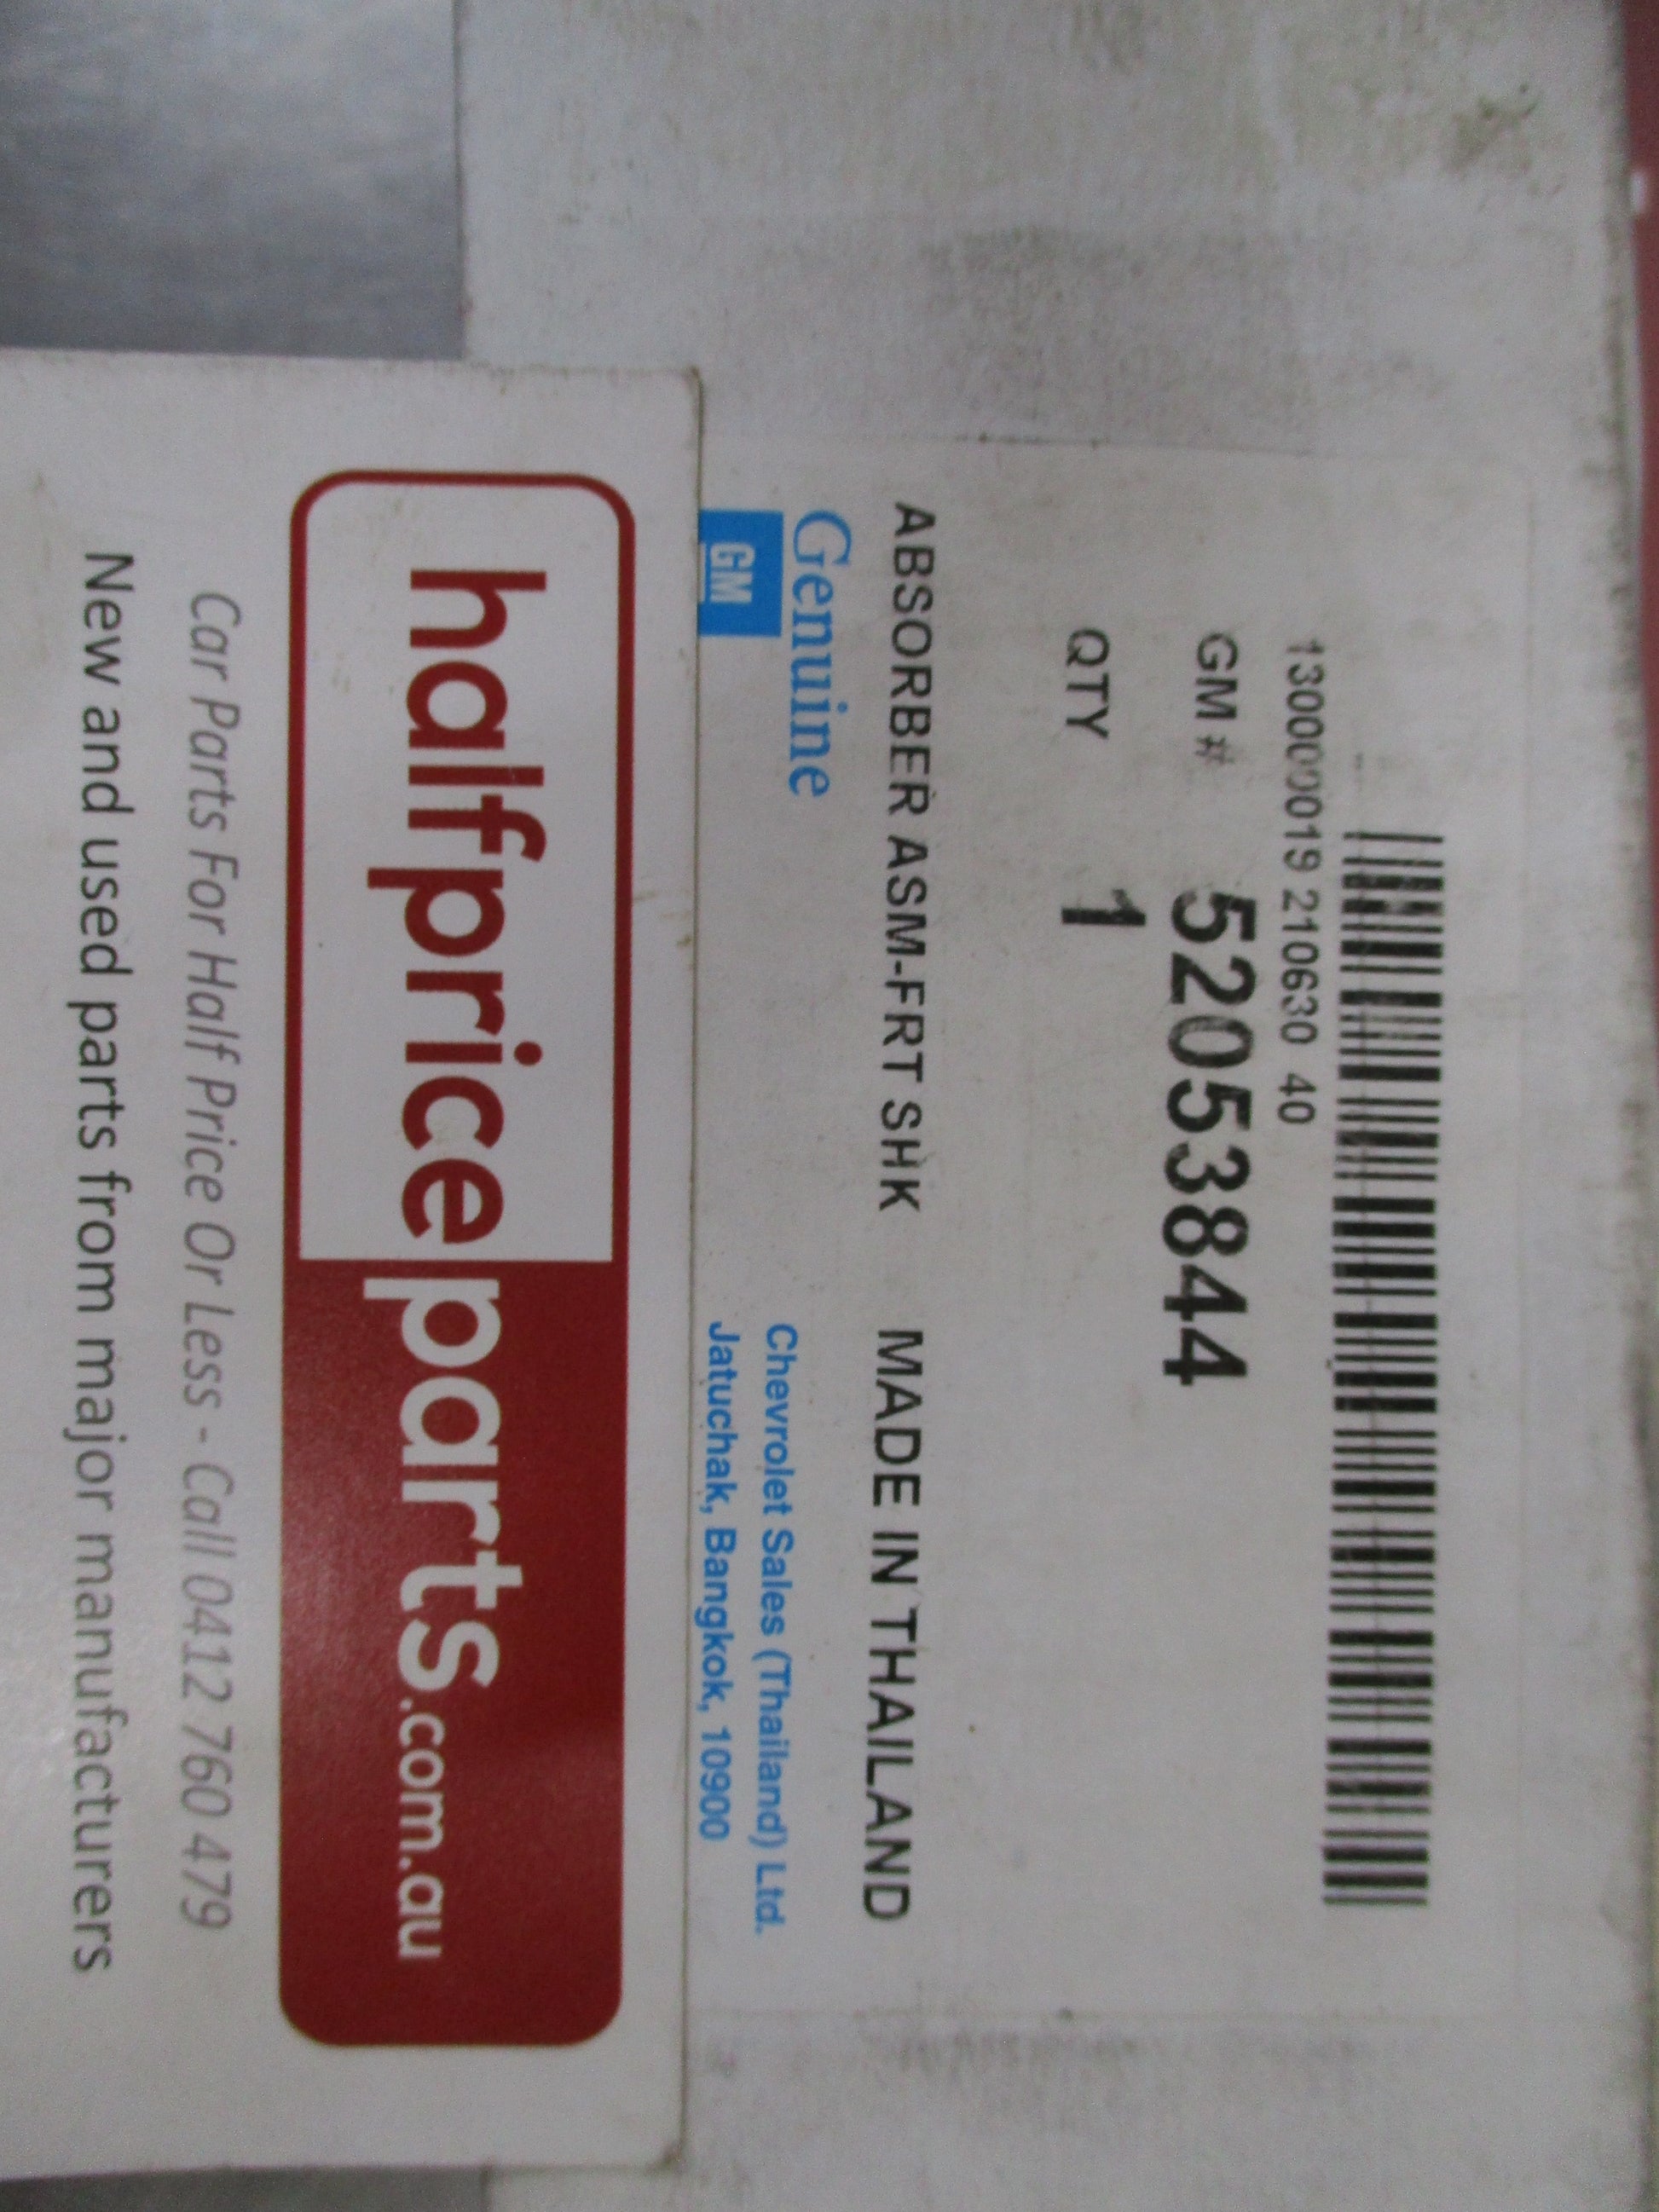 1300000019 210630 40
GM # 52053844
QTY 1
ABSORBER ASM-FRT SHK MADE IN THAILAND
Genuine
GM
Chevrolet Sales (Thailand) Ltd.
Jatuchak, Bangkok, 10900
halfpriceparts.com.au
Car Parts For Half Price Or Less - Call 0412 760 479
New and used parts from major manufacturers